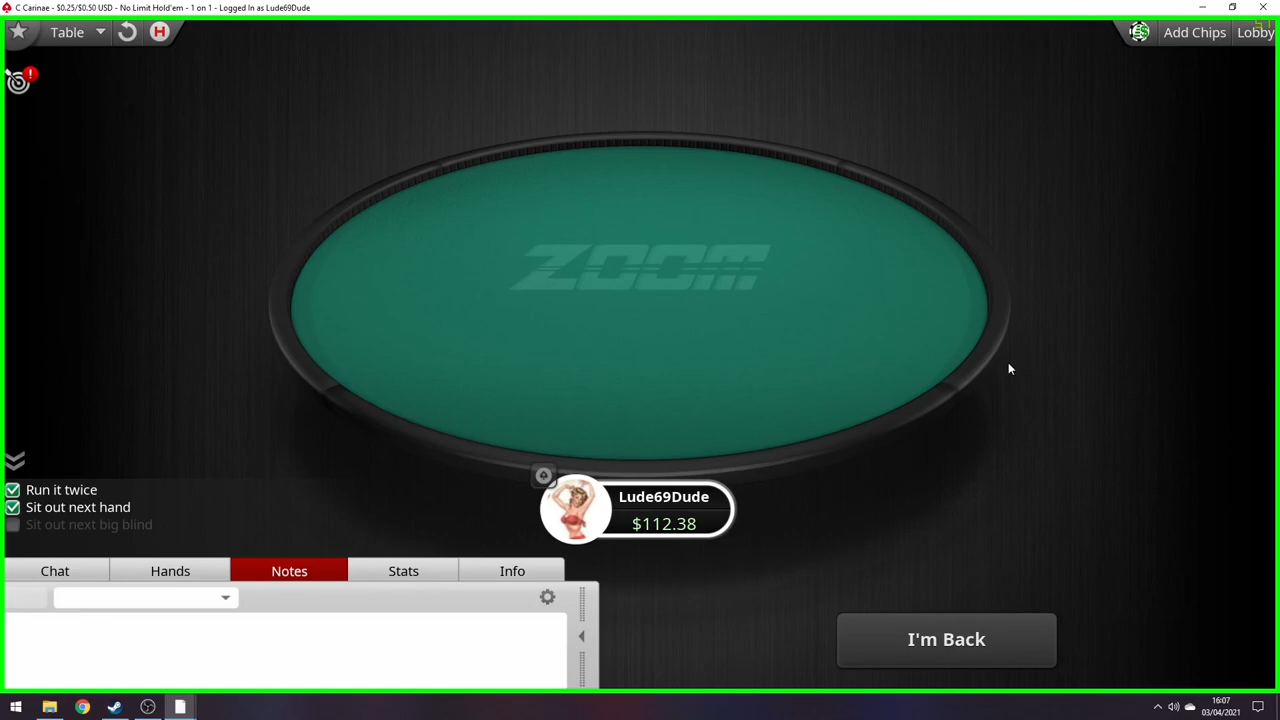 C Carinae - $0.25/$0.50 USD - No Limit Hold'em - 1 on 1 - Logged In as Lude69Dude
Table
H
Add Chips
Lobby
ZOOM
Run it twice
Sit out next hand
Sit out next big blind
Lude69Dude
$112.38
Chat
Hands
Notes
Stats
Info
I'm Back
16:07
03/04/2021